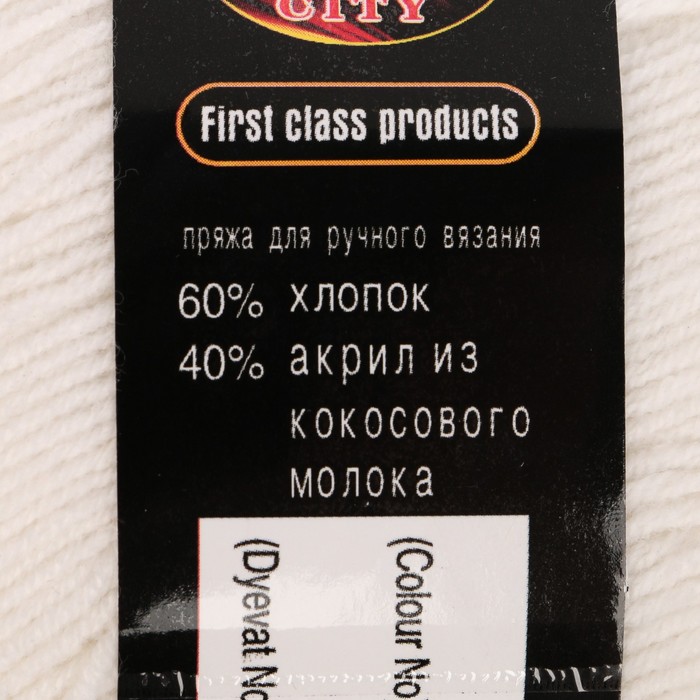 CITY
First class products
пряжа для ручного вязания
60% хлопок
40% акрил из
кокосового
молока
(Colour No
(Dyevat No